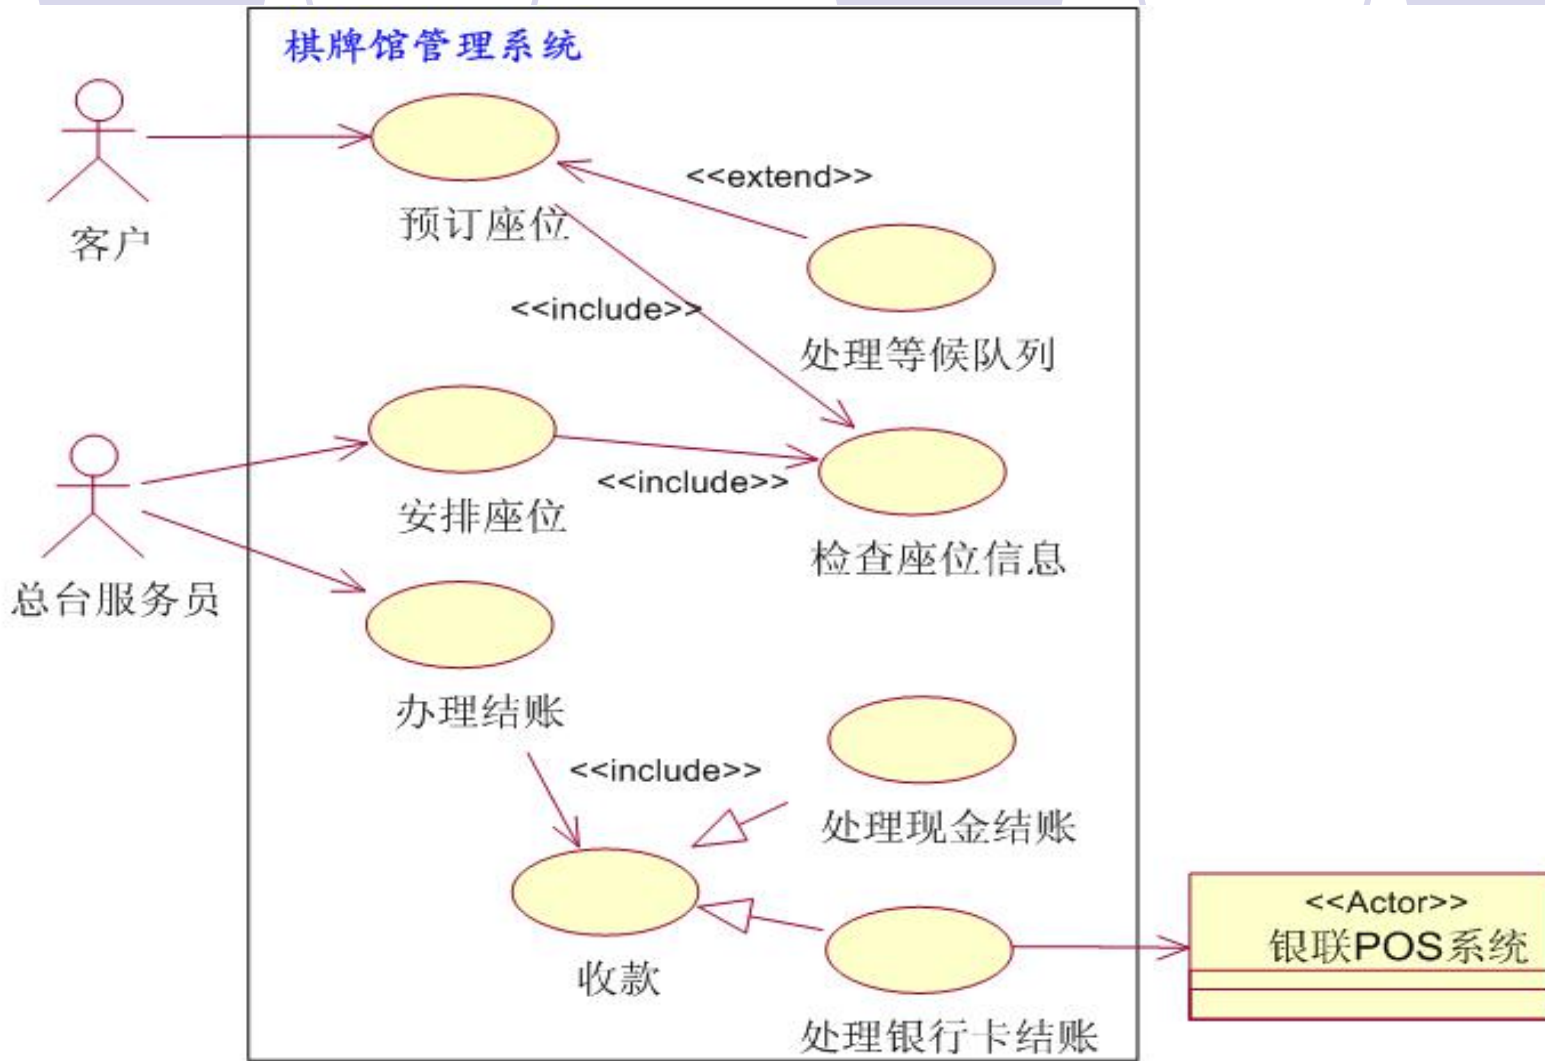 棋牌馆管理系统
客户
预订座位
<<extend>>
处理等候队列
<<include>>
总台服务员
安排座位
<<include>>
检查座位信息
办理结账
<<include>>
处理现金结账
收款
处理银行卡结账
<<Actor>>
银联POS系统